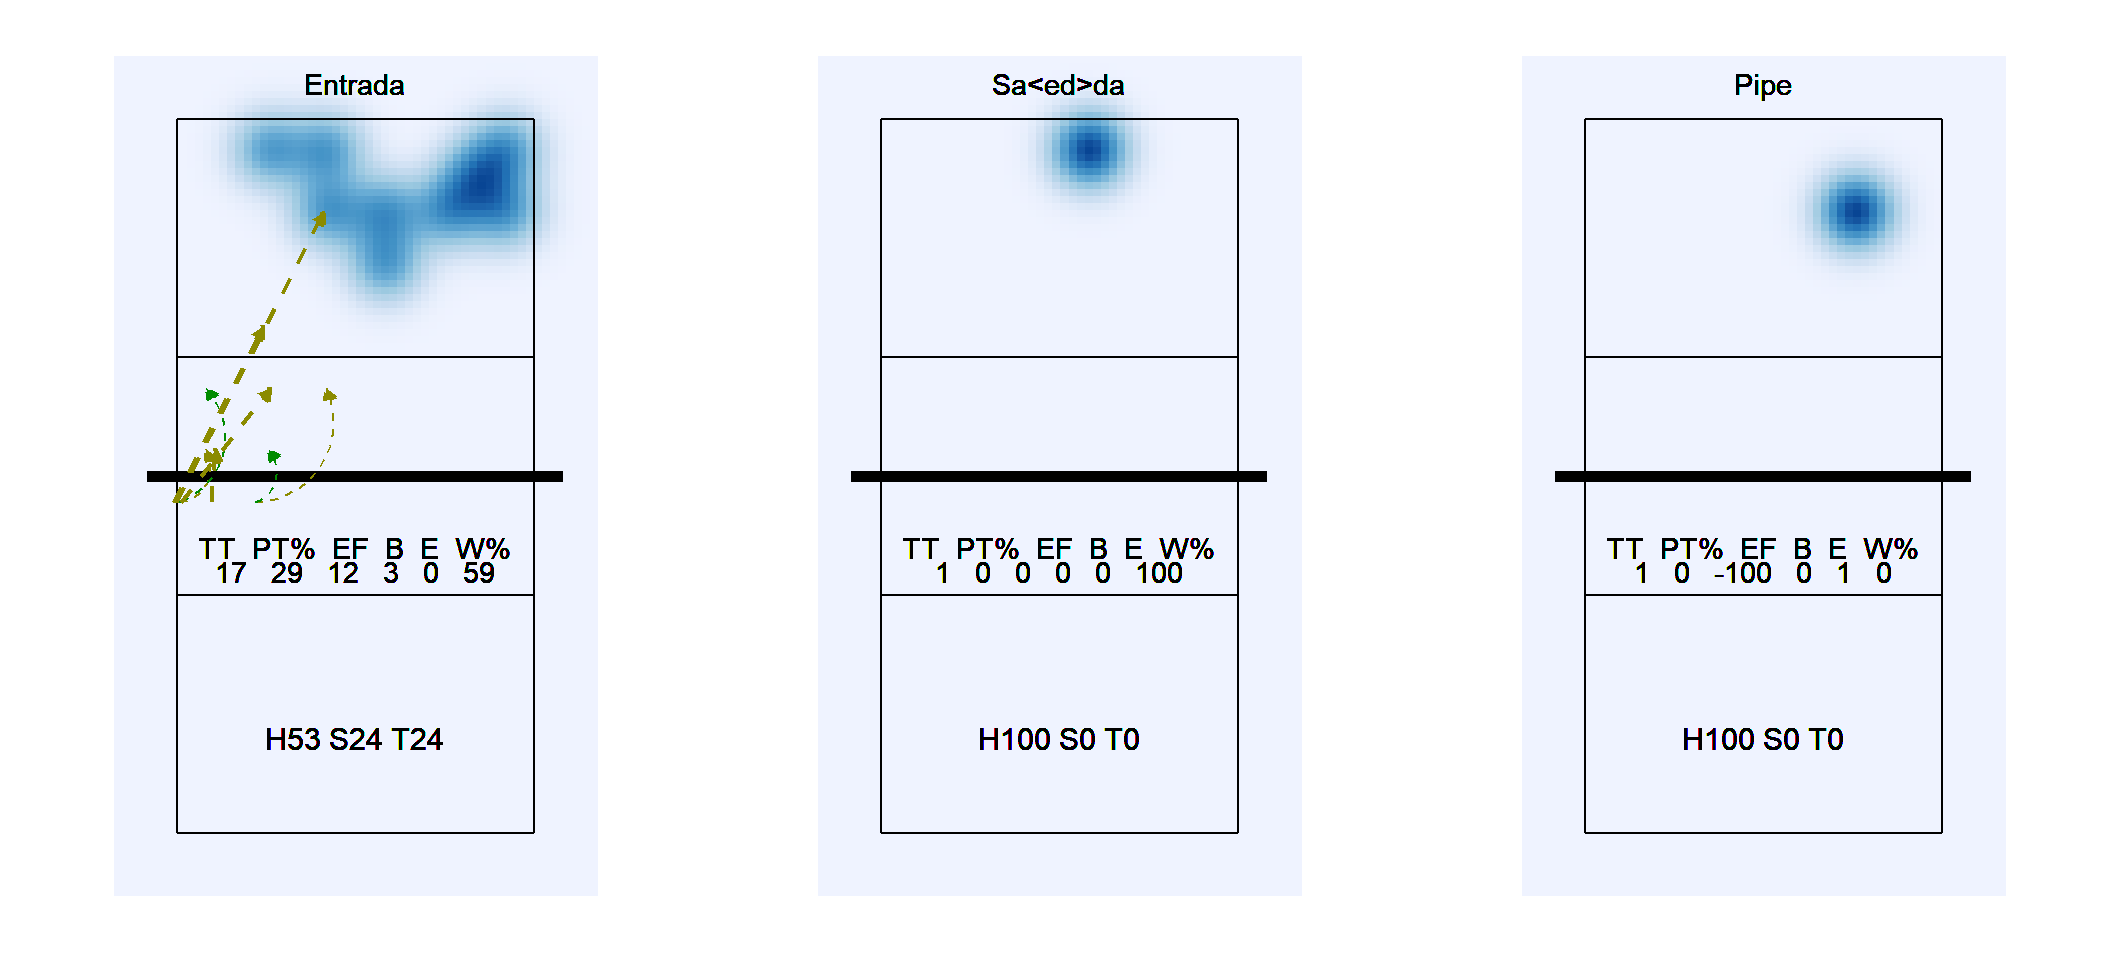 Entrada
TT PT% EF B E W%
17 29 12 3 0 59
H53 S24 T24
Sa<ed>da
TT PT% EF B E W%
1 0 0 0 0 100
H100 S0 T0
Pipe
TT PT% EF B E W%
1 0 -100 0 1 0
H100 S0 T0